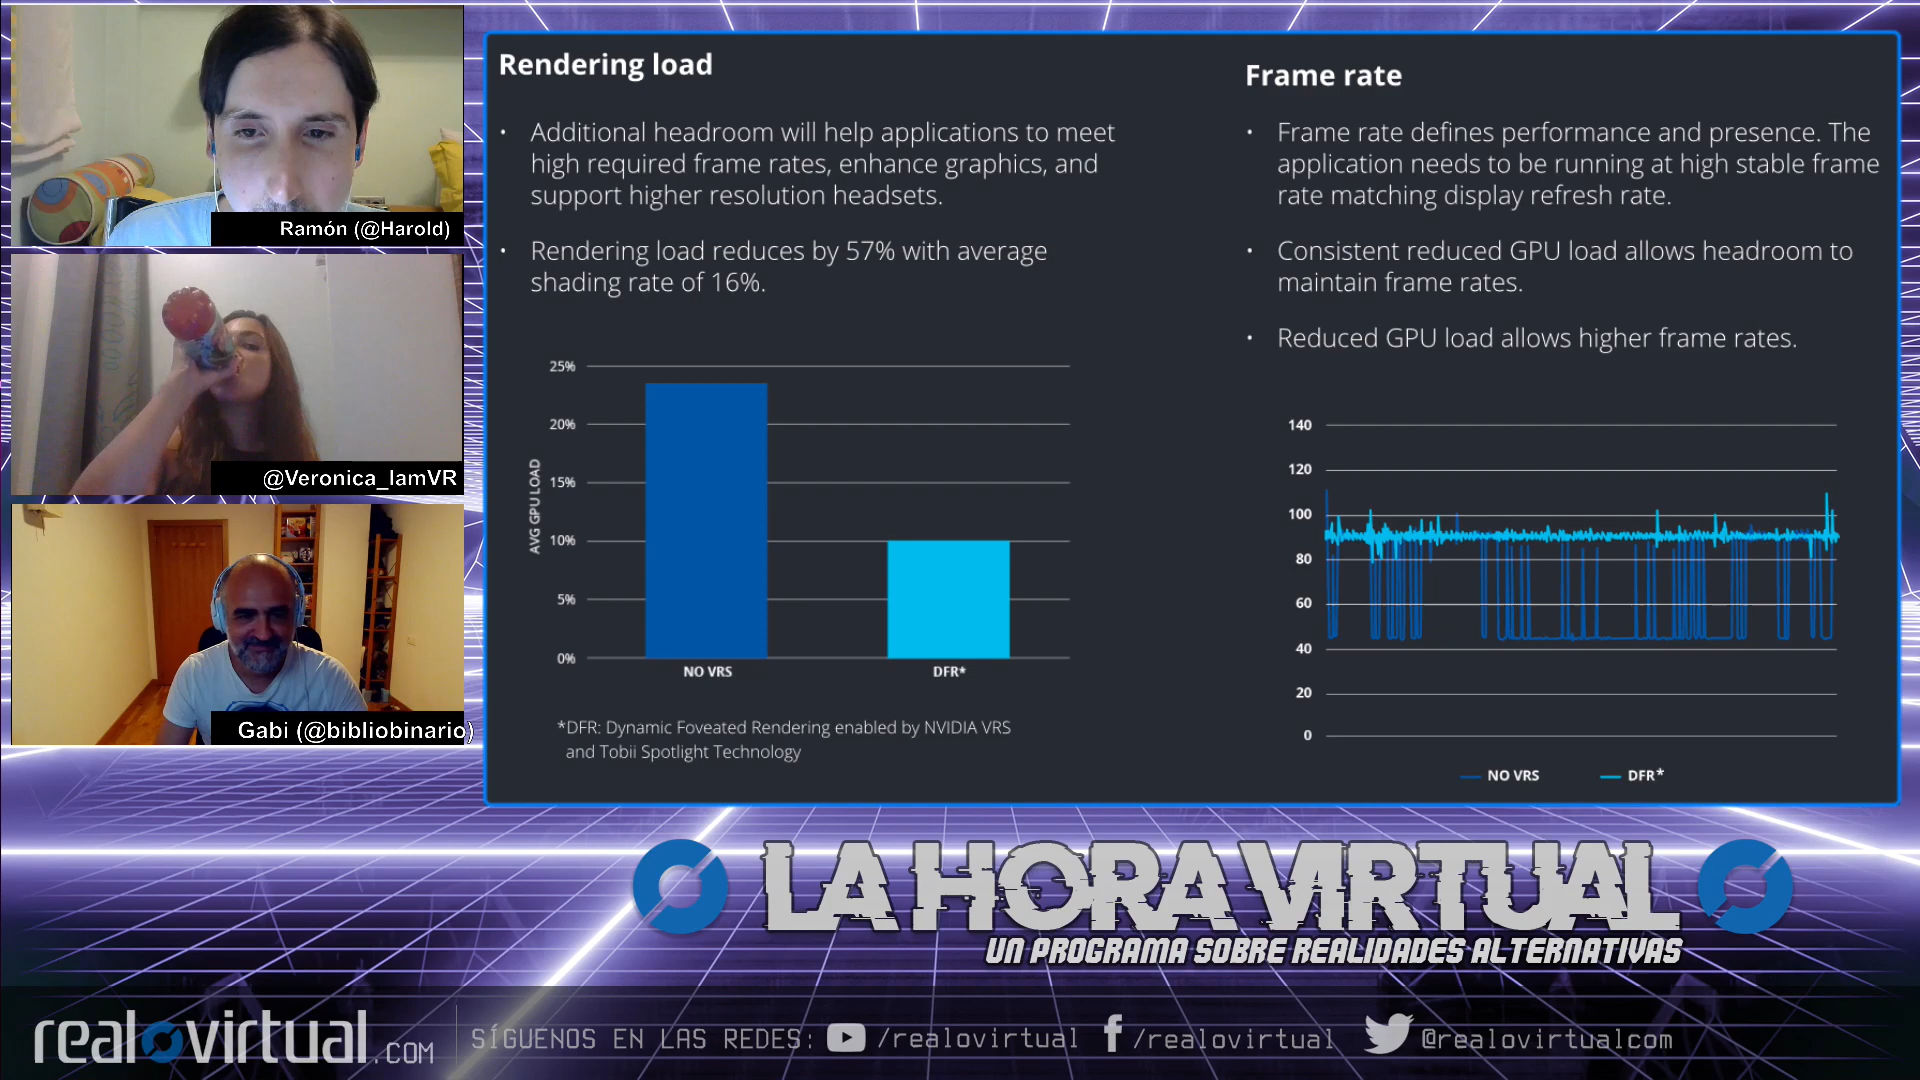 Ramón (@Harold)
@Veronica_IamVR
Gabi (@bibliobinario)
Rendering load
• Additional headroom will help applications to meet
high required frame rates, enhance graphics, and
support higher resolution headsets.
• Rendering load reduces by 57% with average
shading rate of 16%.
AVG GPU LOAD
25%
20%
15%
10%
5%
0%
NO VRS
DFR*
*DFR: Dynamic Foveated Rendering enabled by NVIDIA VRS
and Tobii Spotlight Technology
Frame rate
• Frame rate defines performance and presence. The
application needs to be running at high stable frame
rate matching display refresh rate.
• Consistent reduced GPU load allows headroom to
maintain frame rates.
• Reduced GPU load allows higher frame rates.
140
120
100
80
60
40
20
0
NO VRS
DFR*
LA HORA VIRTUAL
UN PROGRAMA SOBRE REALIDADES ALTERNATIVAS
realovirtual.COM
SÍGUENOS EN LAS REDES: /realovirtual /realovirtual @realovirtualcom